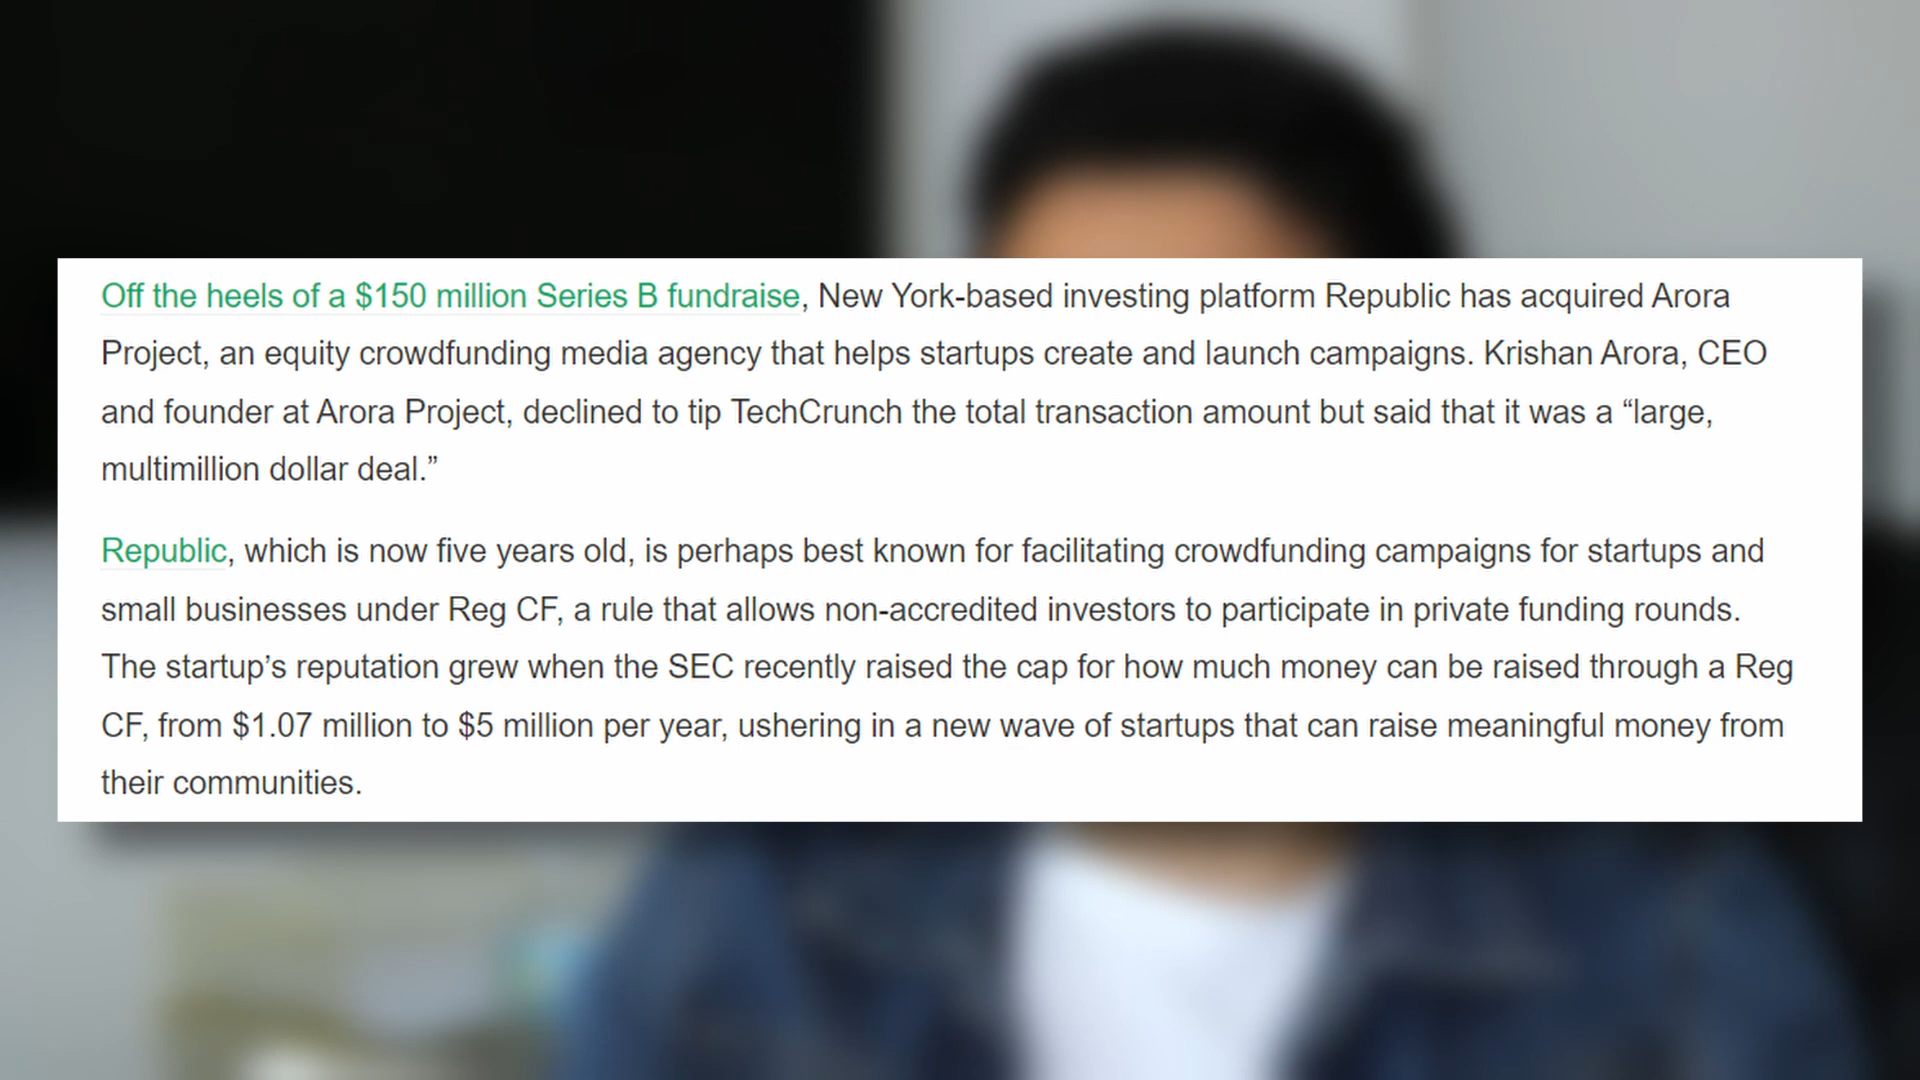 Off the heels of a $150 million Series B fundraise, New York-based investing platform Republic has acquired Arora
Project, an equity crowdfunding media agency that helps startups create and launch campaigns. Krishan Arora, CEO
and founder at Arora Project, declined to tip TechCrunch the total transaction amount but said that it was a “large,
multimillion dollar deal.”
Republic, which is now five years old, is perhaps best known for facilitating crowdfunding campaigns for startups and
small businesses under Reg CF, a rule that allows non-accredited investors to participate in private funding rounds.
The startup’s reputation grew when the SEC recently raised the cap for how much money can be raised through a Reg
CF, from $1.07 million to $5 million per year, ushering in a new wave of startups that can raise meaningful money from
their communities.